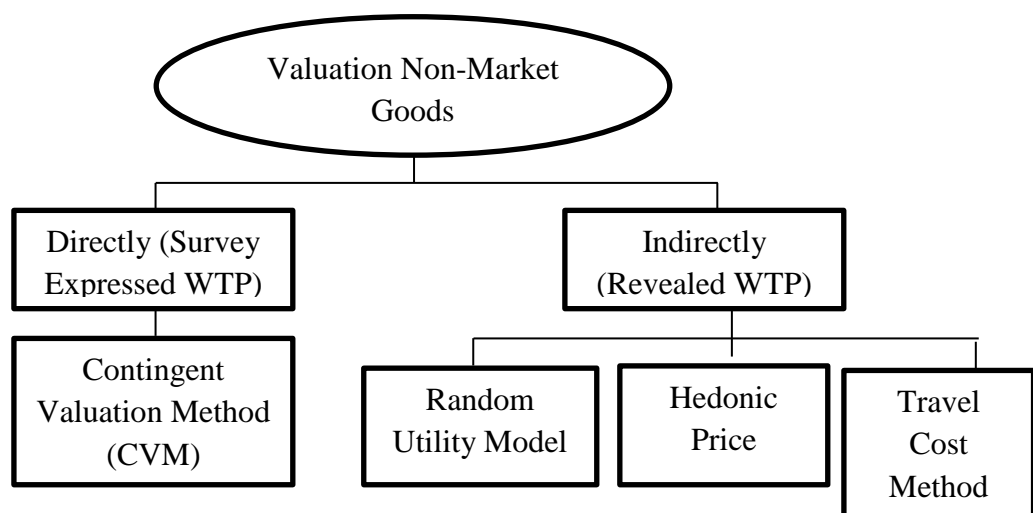 Valuation Non-Market
Goods
Directly (Survey
Expressed WTP)
Indirectly
(Revealed WTP)
Contingent
Valuation Method
(CVM)
Random
Utility Model
Hedonic
Price
Travel
Cost
Method